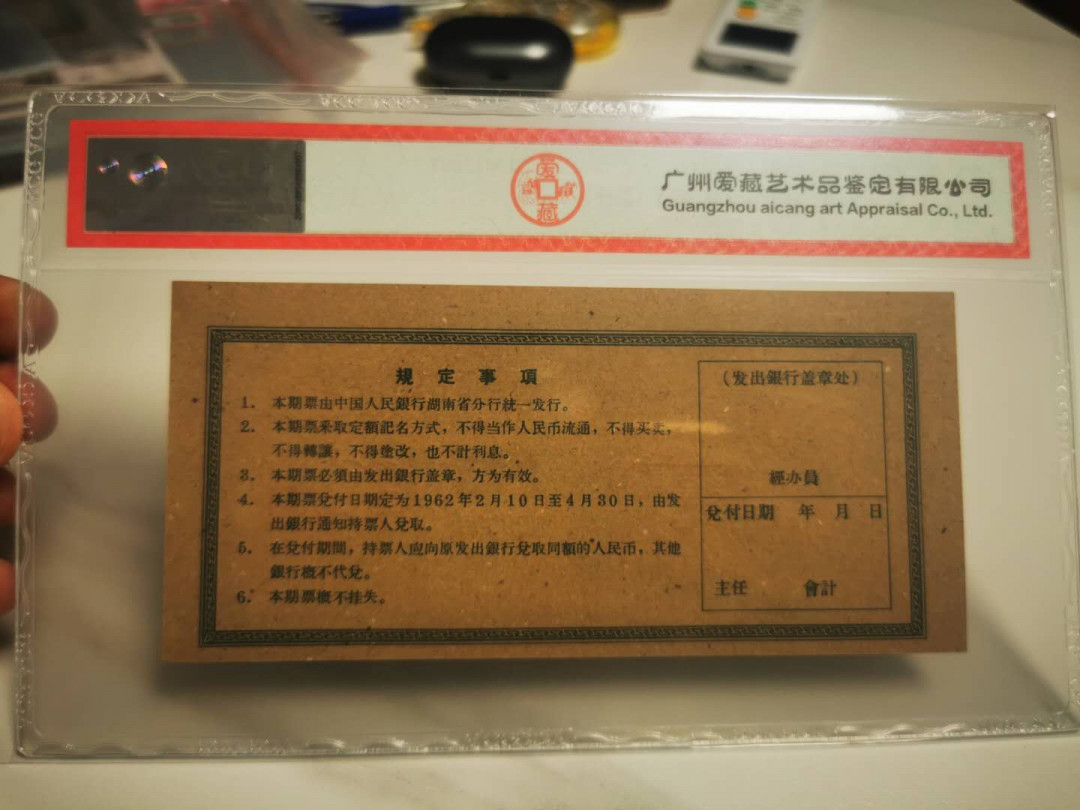 爱藏
广州爱藏艺术品鉴定有限公司
Guangzhou aicang art Appraisal Co., Ltd.
規定事項
1. 本期票由中国人民銀行湖南省分行統一发行。
2. 本期票采取定額記名方式，不得当作人民币流通，不得买卖，
不得轉讓，不得塗改，也不計利息。
3. 本期票必須由发出銀行盖章，方为有效。
4. 本期票兌付日期定为1962年2月10日至4月30日，由发
出銀行通知持票人兌取。
5. 在兌付期間，持票人应向原发出銀行兌取同額的人民币，其他
銀行概不代兌。
6. 本期票概不挂失。
（发出銀行盖章处）
經办員
兌付日期 年 月 日
主任 會計